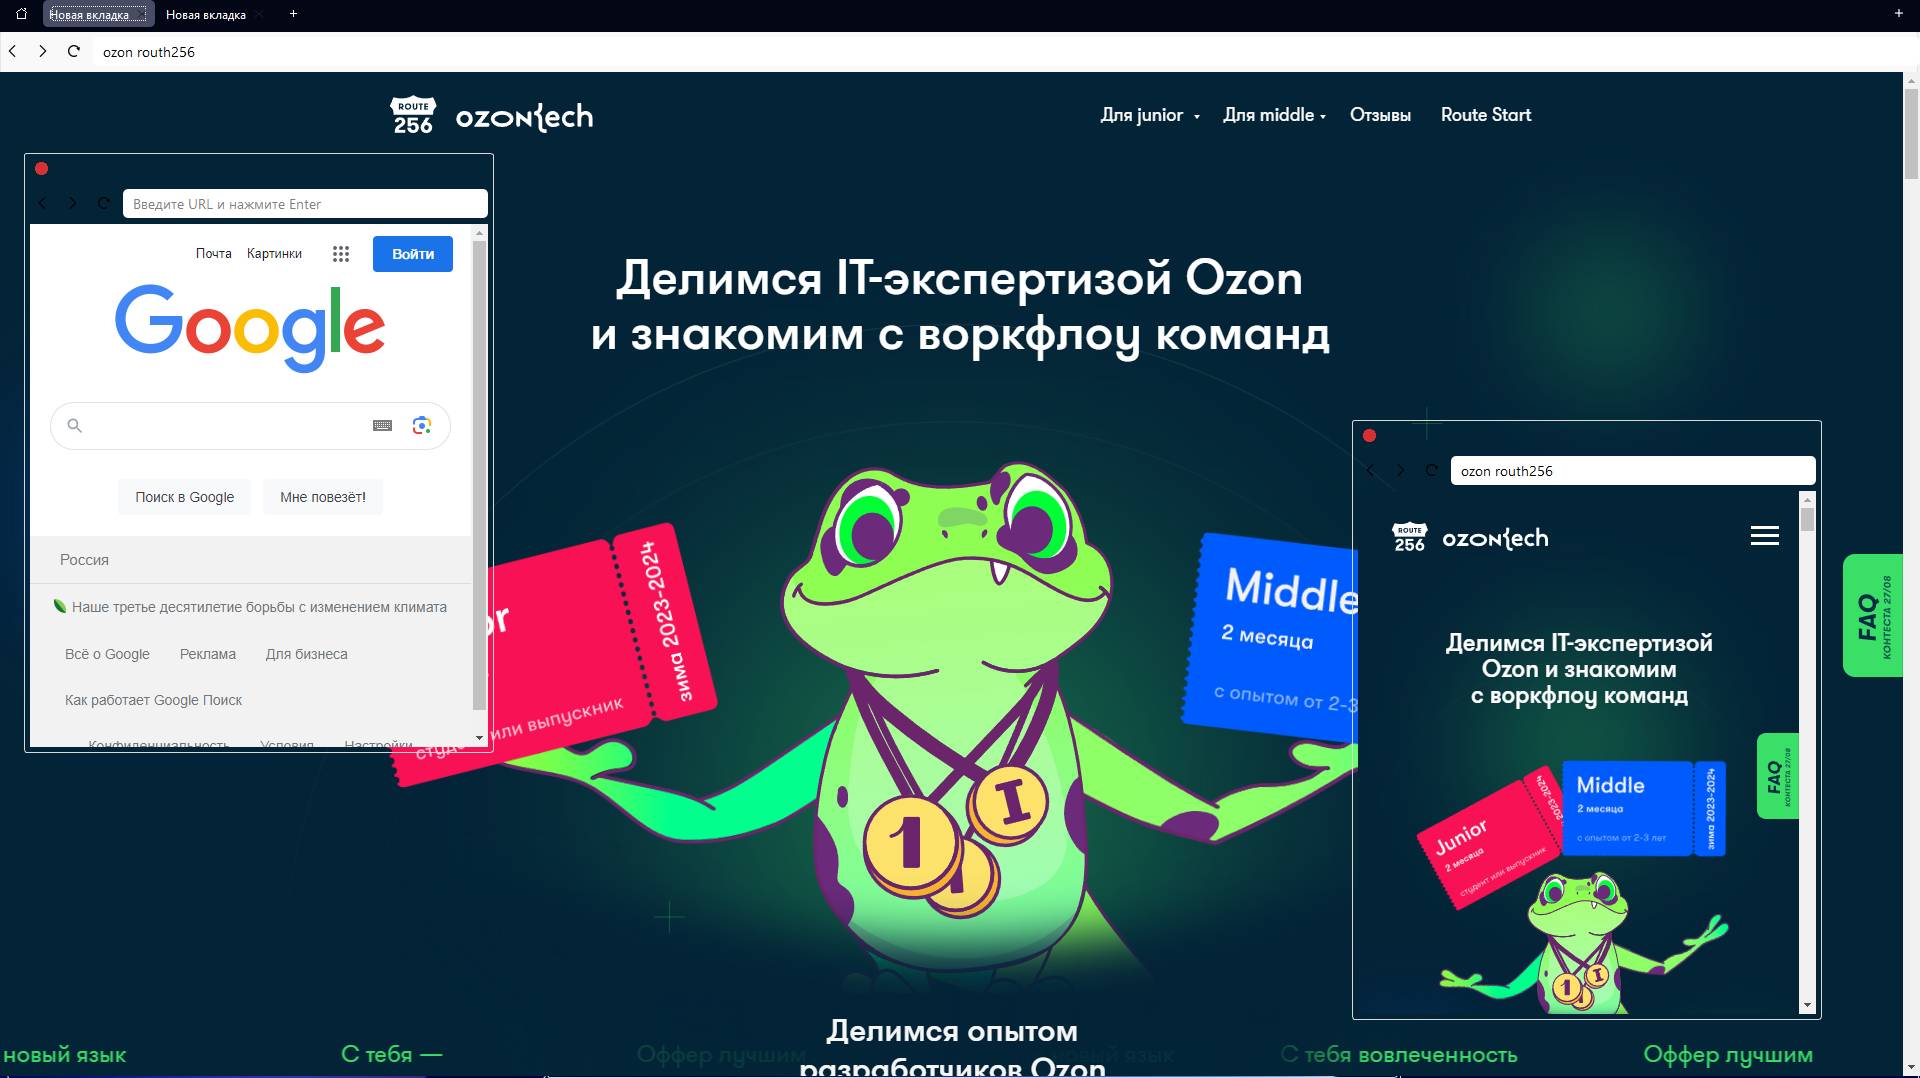 Новая вкладка
Новая вкладка
ozon routh256
ROUTE 256
ozon{ech
Для junior
Для middle
Отзывы
Route Start
Введите URL и нажмите Enter
Почта
Картинки
Войти
Google
Поиск в Google
Мне повезёт!
Россия
Наше третье десятилетие борьбы с изменением климата
Всё о Google
Реклама
Для бизнеса
Как работает Google Поиск
Конфиденциальность
Условия
Настройки
Делимся IT-экспертизой Ozon
и знакомим с воркфлоу команд
зима 2023-2024
или выпускник
Middle
2 месяца
с опытом от 2-3
1
I
1
ozon routh256
ROUTE 256
ozon{ech
Делимся IT-экспертизой
Ozon и знакомим
с воркфлоу команд
Junior
2 месяца
студент или выпускник
2023-2024
Middle
2 месяца
с опытом от 2-3 лет
зима 2023-2024
FAQ
КОНТЕСТА 27/08
1
I
FAQ
КОНТЕСТА 27/08
Делимся опытом
разработчиков Ozon
новый язык
С тебя —
Оффер лучшим
новый язык
С тебя вовлеченность
Оффер лучшим